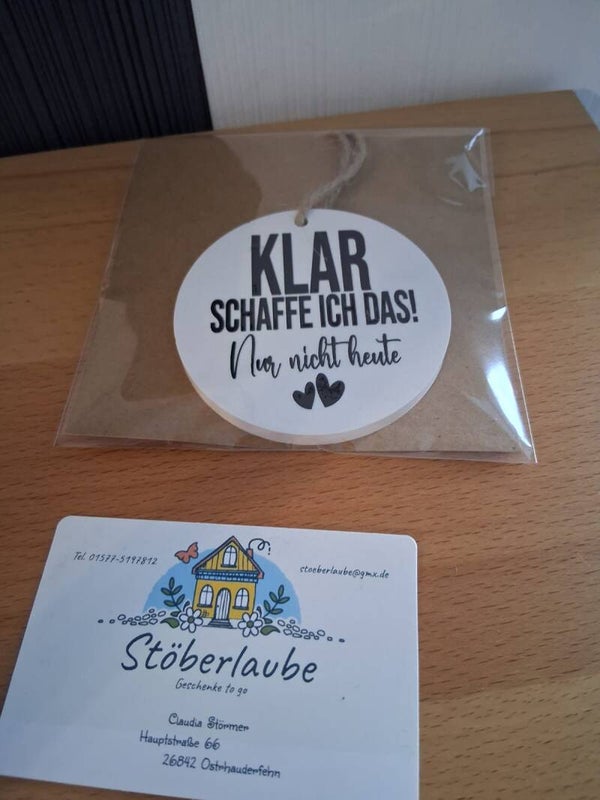 KLAR
SCHAFFE ICH DAS!
Nur nicht heute
Tel. 01577-5197812
stoeberlaube@gmx.de
Stöberlaube
Geschenke to go
Claudia Störmer
Hauptstraße 66
26842 Ostrhauderfehn